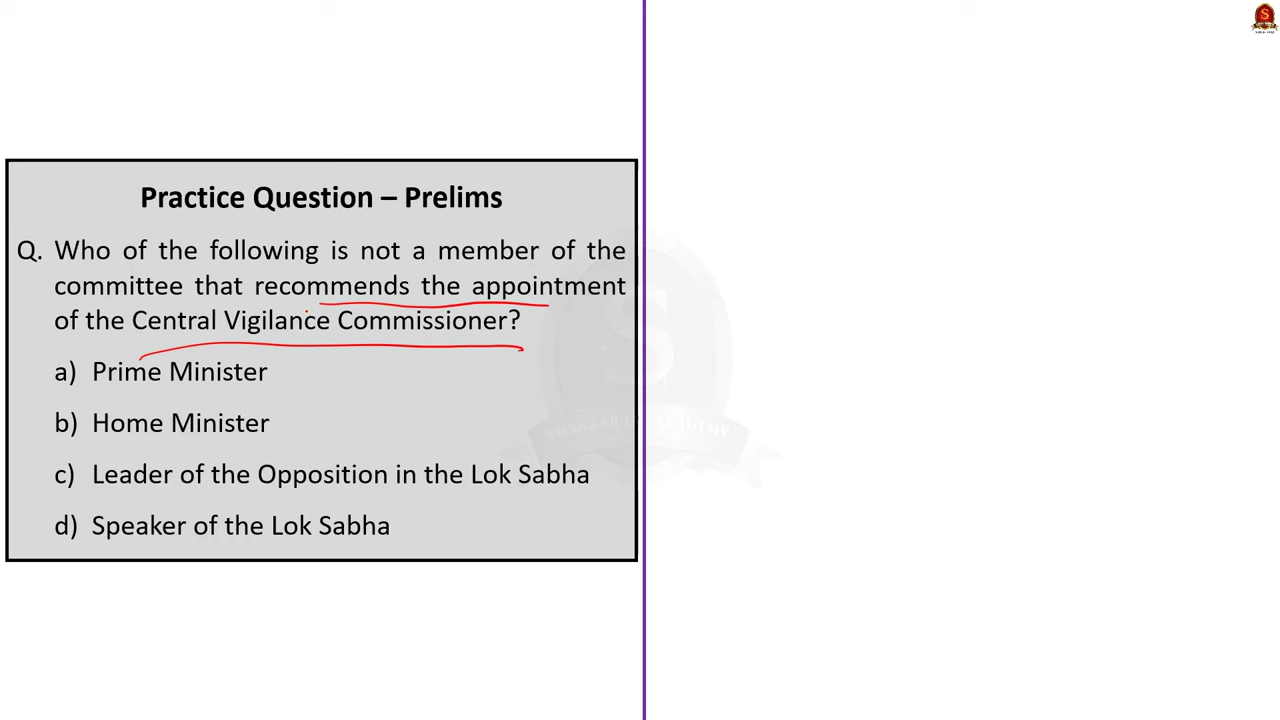 Practice Question – Prelims
Q. Who of the following is not a member of the
committee that recommends the appointment
of the Central Vigilance Commissioner?
a) Prime Minister
b) Home Minister
c) Leader of the Opposition in the Lok Sabha
d) Speaker of the Lok Sabha